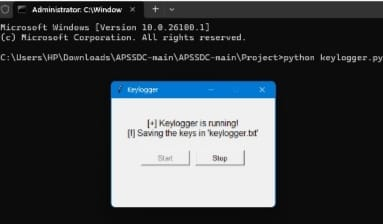 Administrator: C:\Window
Microsoft Windows [Version 10.0.26100.1]
(c) Microsoft Corporation. All rights reserved.
C:\Users\HP\Downloads\APSSDC-main\APSSDC-main\Project>python keylogger.py
Keylogger
[+] Keylogger is running!
[!] Saving the keys in 'keylogger.txt'
Start Stop